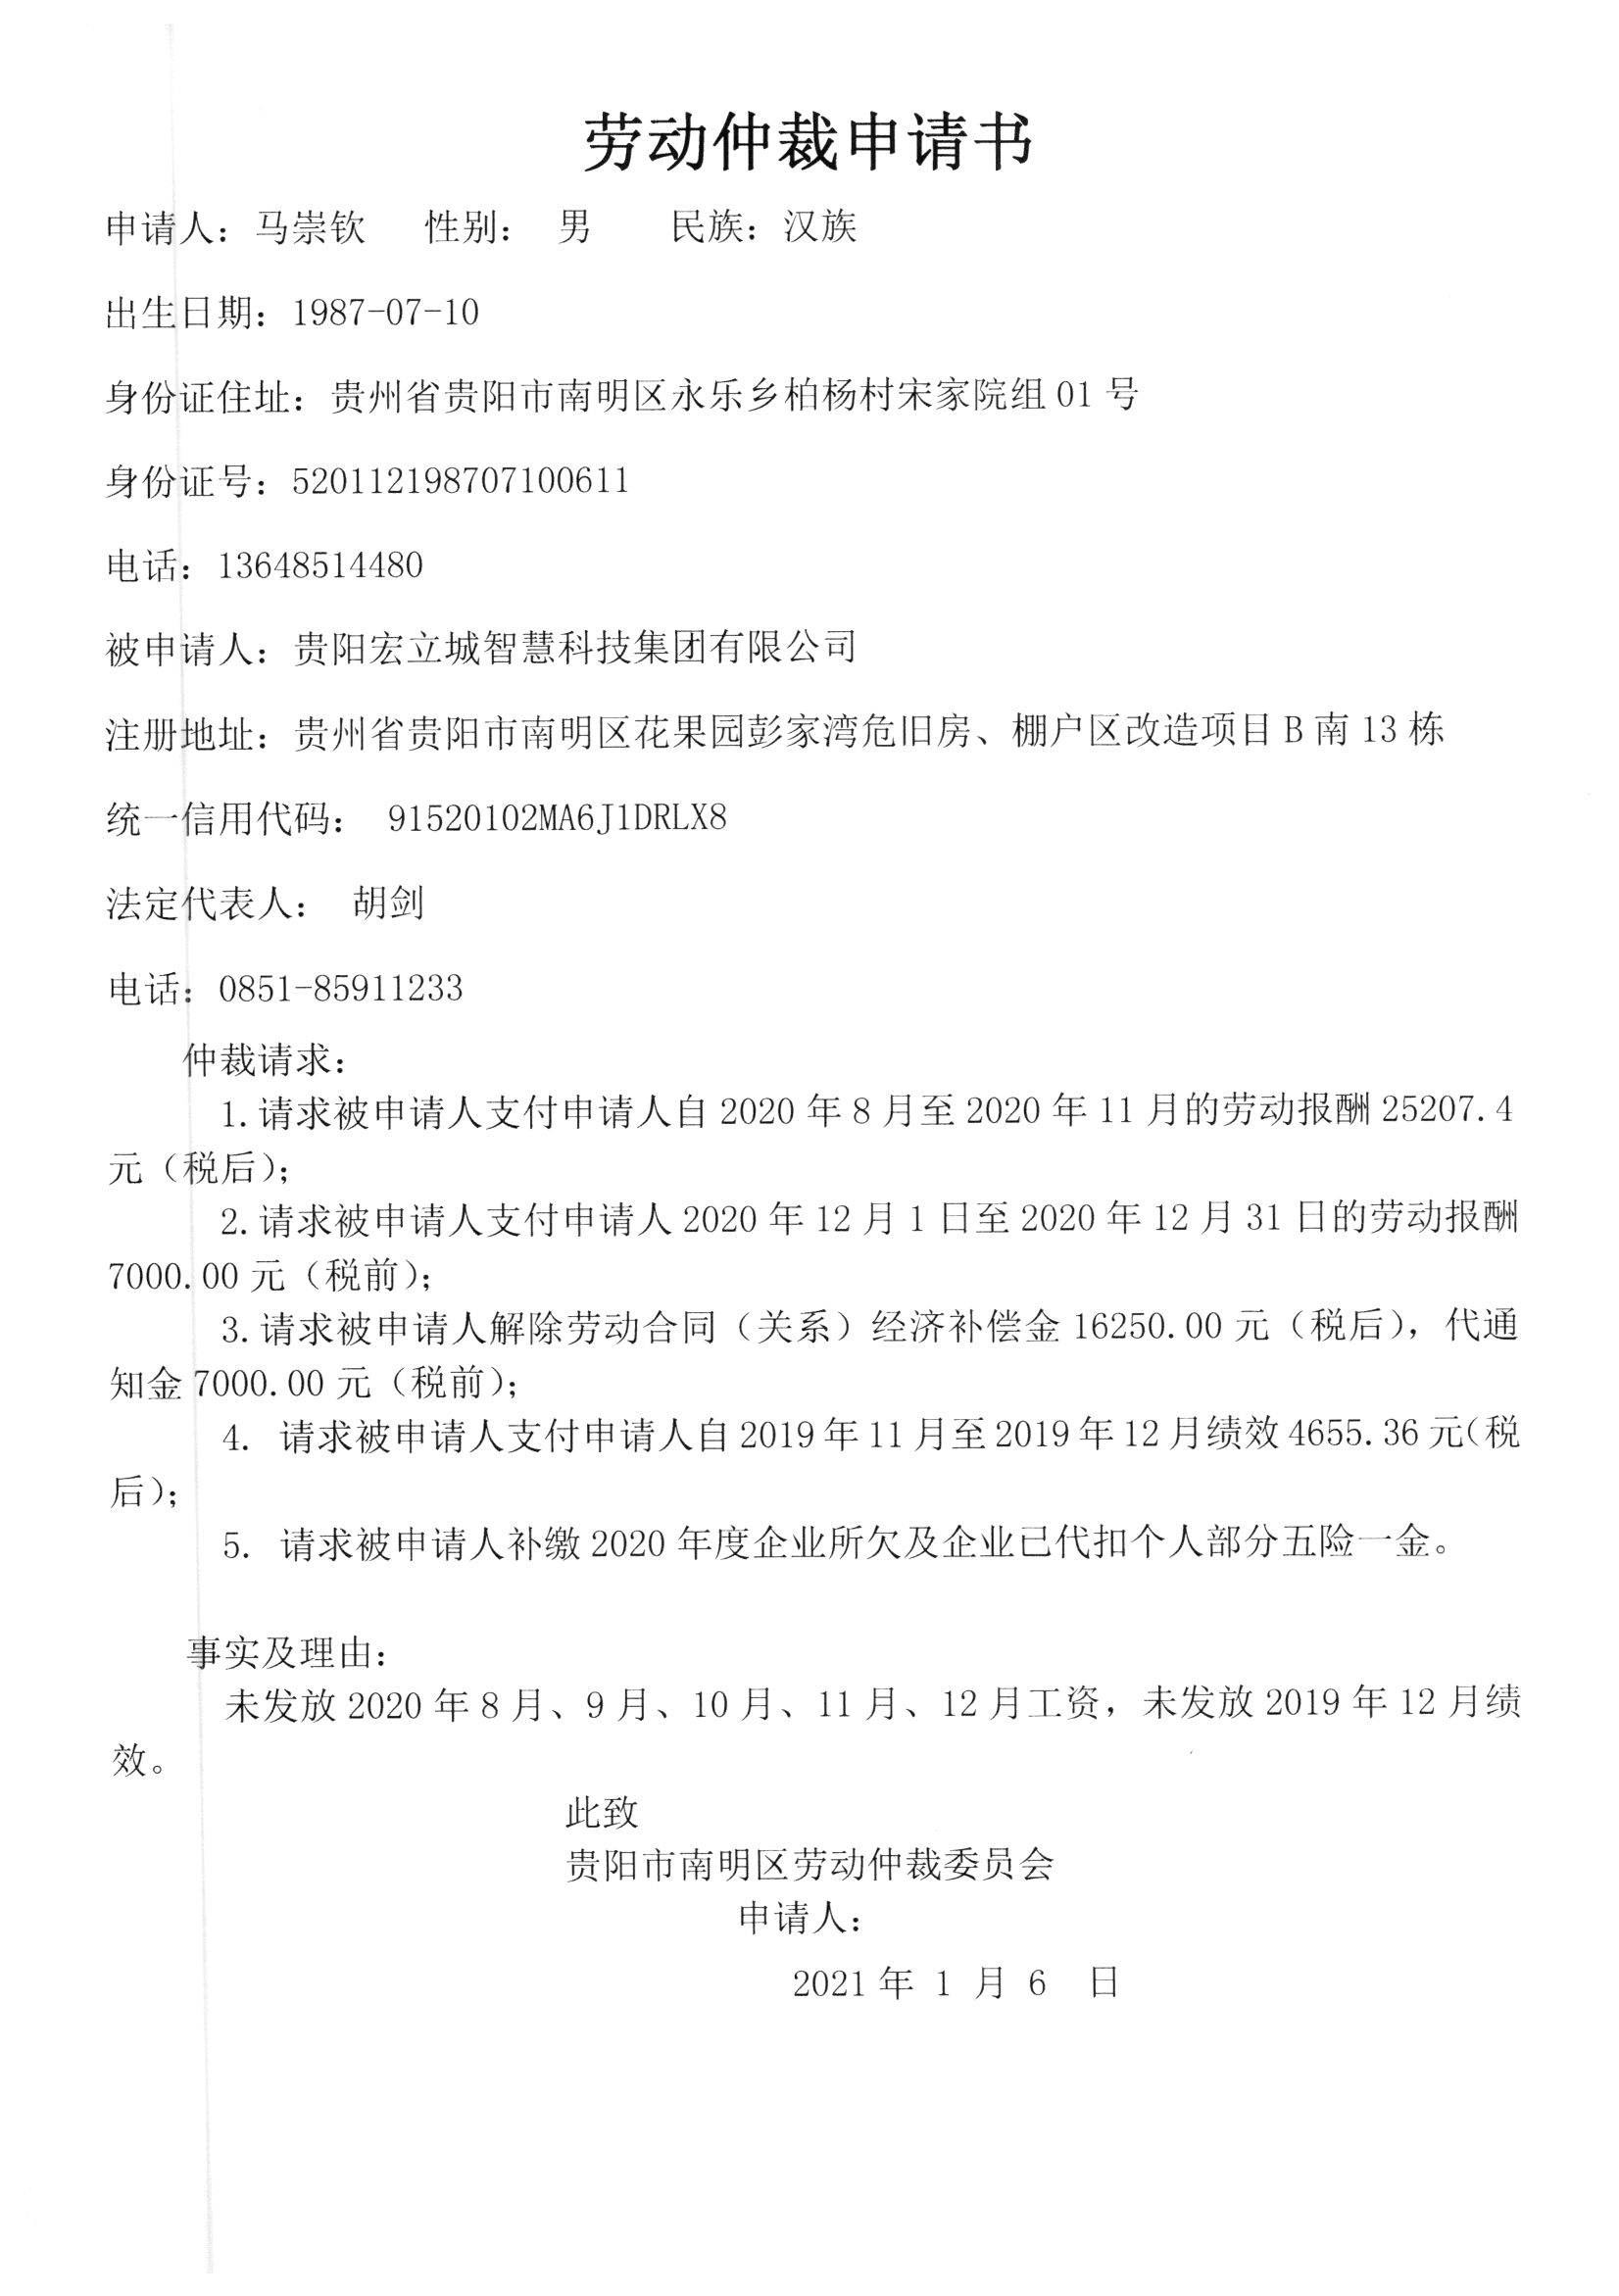 劳动仲裁申请书
申请人：马崇钦 性别： 男 民族：汉族
出生日期：1987-07-10
身份证住址：贵州省贵阳市南明区永乐乡柏杨村宋家院组 01 号
身份证号：520112198707100611
电话：13648514480
被申请人：贵阳宏立城智慧科技集团有限公司
注册地址：贵州省贵阳市南明区花果园彭家湾危旧房、棚户区改造项目 B 南 13 栋
统一信用代码： 91520102MA6J1DRLX8
法定代表人： 胡剑
电话：0851-85911233
仲裁请求：
1.请求被申请人支付申请人自 2020 年 8 月至 2020 年 11 月的劳动报酬 25207.4
元（税后）；
2.请求被申请人支付申请人 2020 年 12 月 1 日至 2020 年 12 月 31 日的劳动报酬
7000.00 元（税前）；
3.请求被申请人解除劳动合同（关系）经济补偿金 16250.00 元（税后），代通
知金 7000.00 元（税前）；
4. 请求被申请人支付申请人自 2019 年 11 月至 2019 年 12 月绩效 4655.36 元（税
后）；
5. 请求被申请人补缴 2020 年度企业所欠及企业已代扣个人部分五险一金。
事实及理由：
未发放 2020 年 8 月、9 月、10 月、11 月、12 月工资，未发放 2019 年 12 月绩
效。
此致
贵阳市南明区劳动仲裁委员会
申请人：
2021 年 1 月 6 日